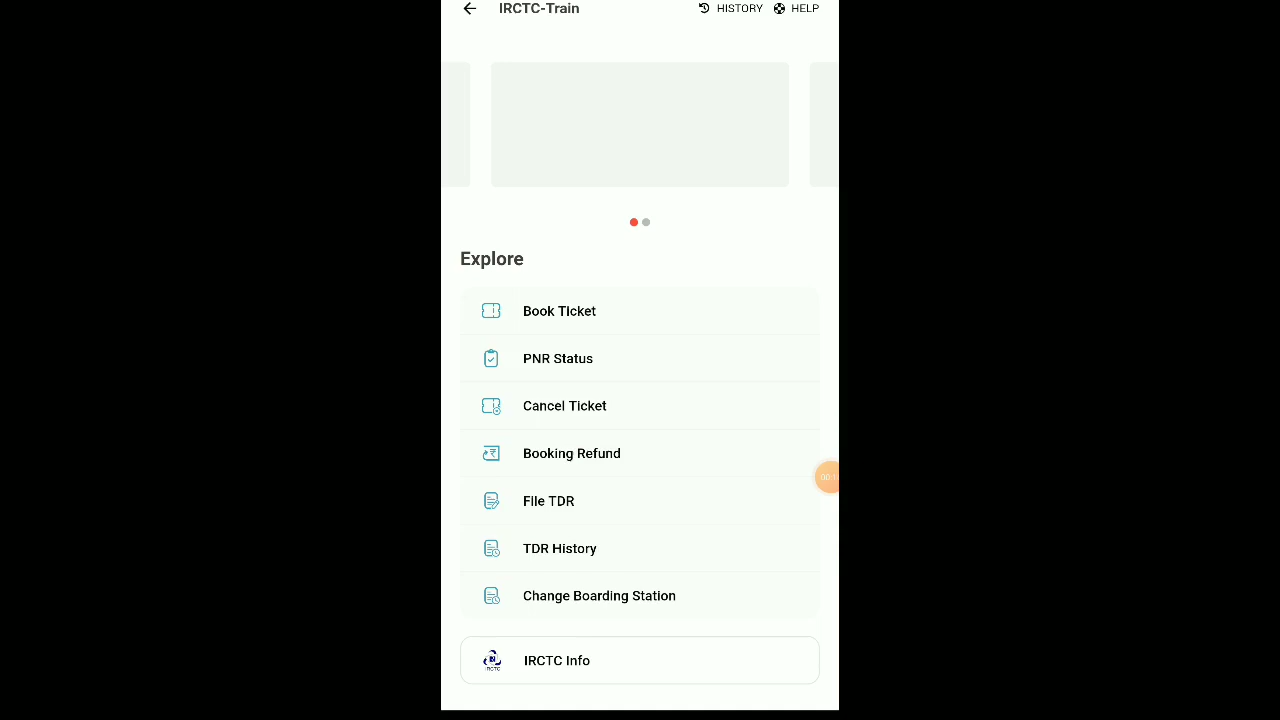 IRCTC-Train HISTORY HELP
Explore
Book Ticket
PNR Status
Cancel Ticket
Booking Refund
File TDR
TDR History
Change Boarding Station
IRCTC
IRCTC Info